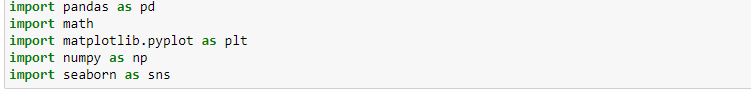 import pandas as pd
import math
import matplotlib.pyplot as plt
import numpy as np
import seaborn as sns